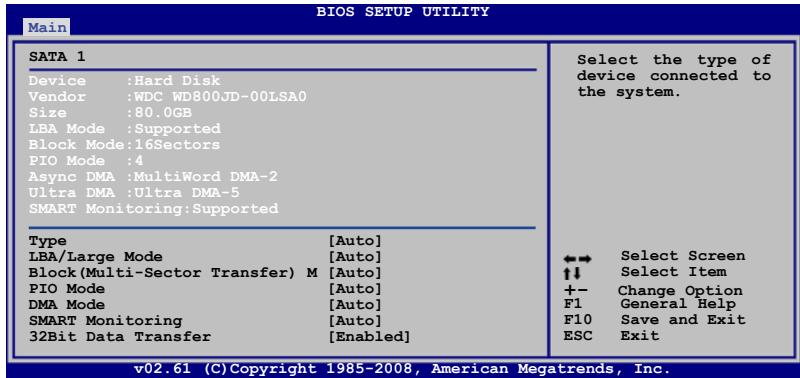 BIOS SETUP UTILITY
Main
SATA 1
Device :Hard Disk
Vendor :WDC WD800JD-00LSA0
Size :80.0GB
LBA Mode :Supported
Block Mode:16Sectors
PIO Mode :4
Async DMA :MultiWord DMA-2
Ultra DMA :Ultra DMA-5
SMART Monitoring:Supported
Type [Auto]
LBA/Large Mode [Auto]
Block(Multi-Sector Transfer) M [Auto]
PIO Mode [Auto]
DMA Mode [Auto]
SMART Monitoring [Auto]
32Bit Data Transfer [Enabled]
Select the type of
device connected to
the system.
←→ Select Screen
↑↓ Select Item
+- Change Option
F1 General Help
F10 Save and Exit
ESC Exit
v02.61 (C)Copyright 1985-2008, American Megatrends, Inc.